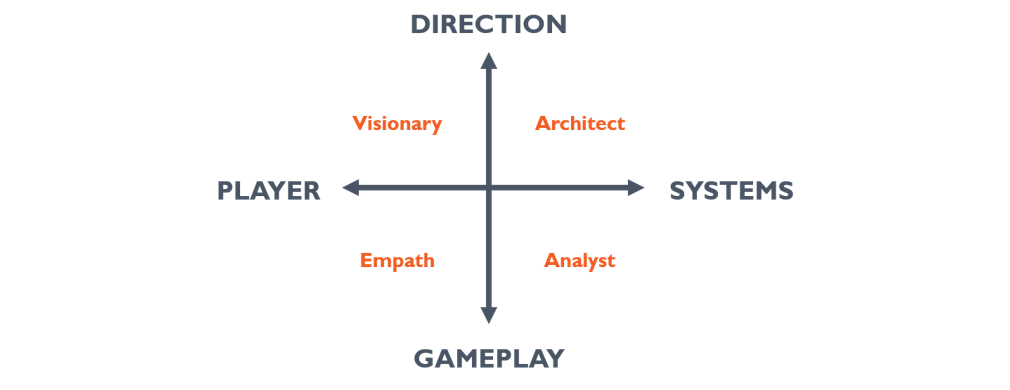 DIRECTION
Visionary
Architect
PLAYER
SYSTEMS
Empath
Analyst
GAMEPLAY